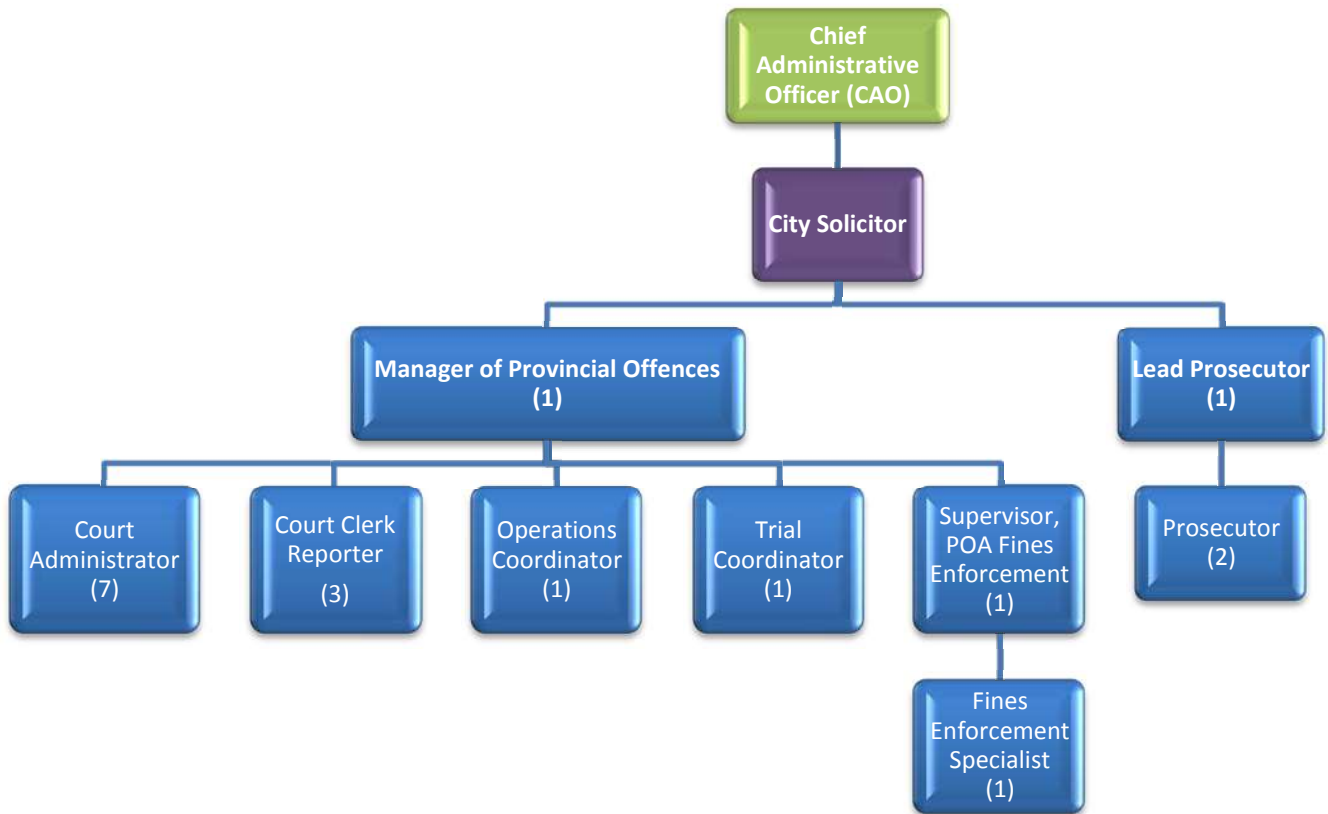 Chief
Administrative
Officer (CAO)
City Solicitor
Manager of Provincial Offences
(1)
Lead Prosecutor
(1)
Court
Administrator
(7)
Court Clerk
Reporter
(3)
Operations
Coordinator
(1)
Trial
Coordinator
(1)
Supervisor,
POA Fines
Enforcement
(1)
Prosecutor
(2)
Fines
Enforcement
Specialist
(1)